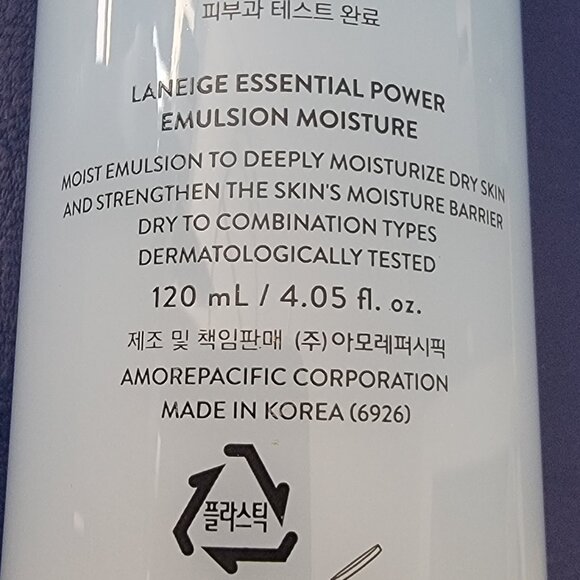 피부과 테스트 완료
LANEIGE ESSENTIAL POWER
EMULSION MOISTURE
MOIST EMULSION TO DEEPLY MOISTURIZE DRY SKIN
AND STRENGTHEN THE SKIN'S MOISTURE BARRIER
DRY TO COMBINATION TYPES
DERMATOLOGICALLY TESTED
120 mL / 4.05 fl. oz.
제조 및 책임판매 (주)아모레퍼시픽
AMOREPACIFIC CORPORATION
MADE IN KOREA (6926)
플라스틱